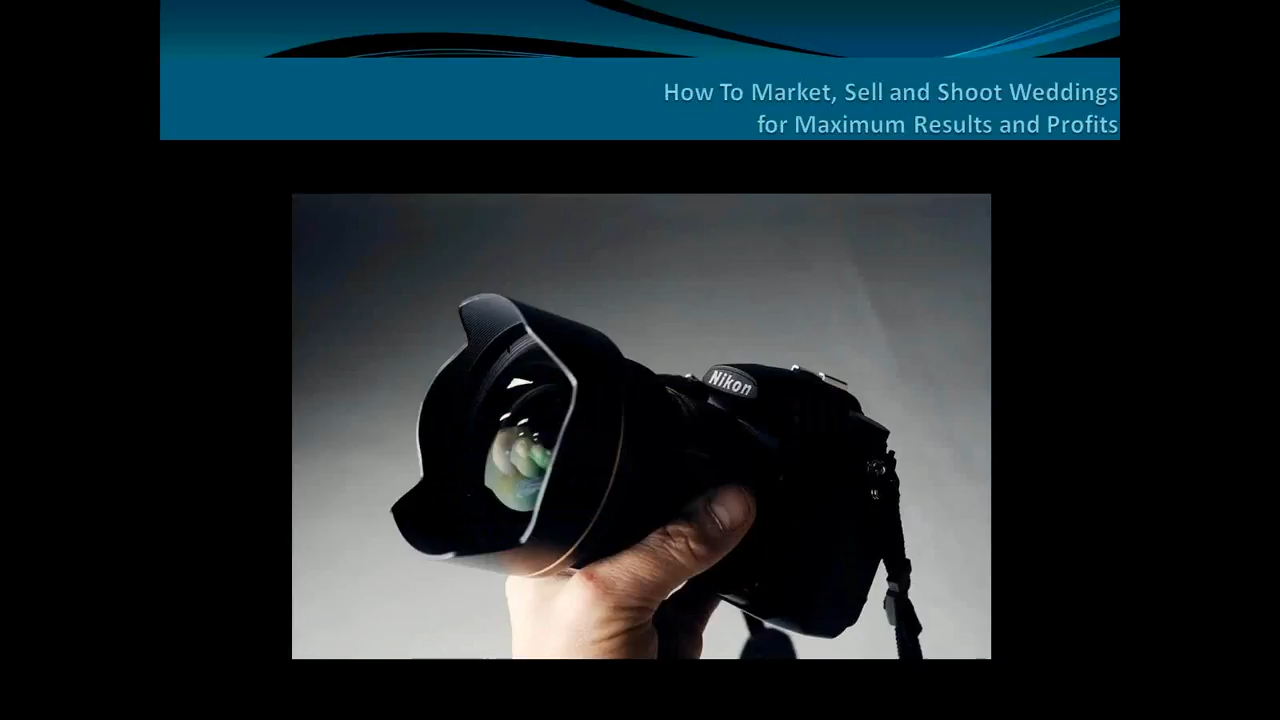 How To Market, Sell and Shoot Weddings
for Maximum Results and Profits
Nikon